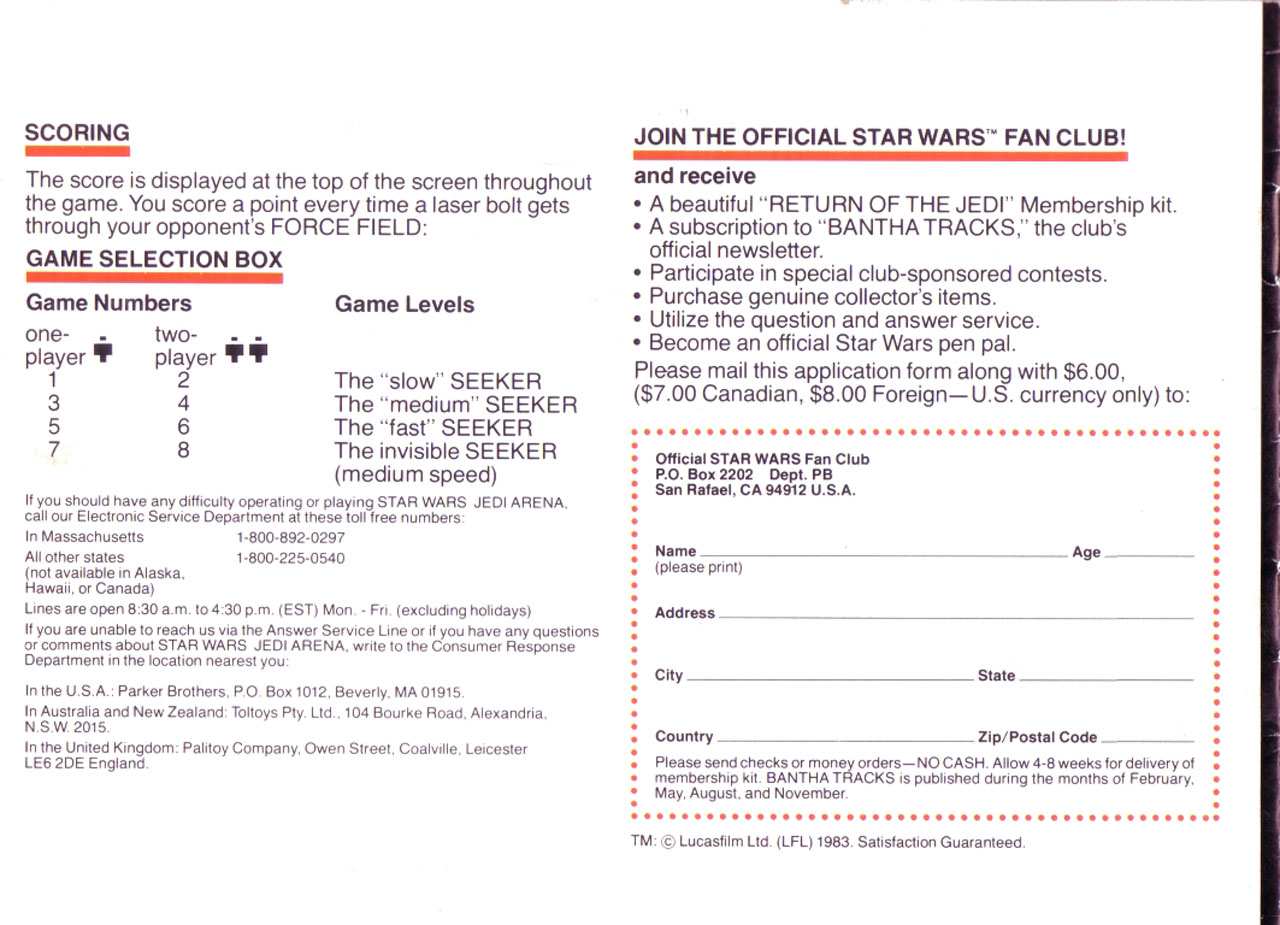 SCORING
The score is displayed at the top of the screen throughout
the game. You score a point every time a laser bolt gets
through your opponent's FORCE FIELD:
GAME SELECTION BOX
Game Numbers Game Levels
one- two-
player player
1 2 The "slow" SEEKER
3 4 The "medium" SEEKER
5 6 The "fast" SEEKER
7 8 The invisible SEEKER
(medium speed)
If you should have any difficulty operating or playing STAR WARS JEDI ARENA,
call our Electronic Service Department at these toll free numbers:
In Massachusetts 1-800-892-0297
All other states 1-800-225-0540
(not available in Alaska,
Hawaii, or Canada)
Lines are open 8:30 a.m. to 4:30 p.m. (EST) Mon. - Fri. (excluding holidays)
If you are unable to reach us via the Answer Service Line or if you have any questions
or comments about STAR WARS JEDI ARENA, write to the Consumer Response
Department in the location nearest you:
In the U.S.A.: Parker Brothers, P.O. Box 1012, Beverly, MA 01915.
In Australia and New Zealand: Toltoys Pty. Ltd., 104 Bourke Road, Alexandria,
N.S.W. 2015.
In the United Kingdom: Palitoy Company, Owen Street, Coalville, Leicester
LE6 2DE England.
JOIN THE OFFICIAL STAR WARS™ FAN CLUB!
and receive
• A beautiful "RETURN OF THE JEDI" Membership kit.
• A subscription to "BANTHA TRACKS," the club's
official newsletter.
• Participate in special club-sponsored contests.
• Purchase genuine collector's items.
• Utilize the question and answer service.
• Become an official Star Wars pen pal.
Please mail this application form along with $6.00,
($7.00 Canadian, $8.00 Foreign—U.S. currency only) to:
Official STAR WARS Fan Club
P.O. Box 2202 Dept. PB
San Rafael, CA 94912 U.S.A.
Name Age
(please print)
Address
City State
Country Zip/Postal Code
Please send checks or money orders—NO CASH. Allow 4-8 weeks for delivery of
membership kit. BANTHA TRACKS is published during the months of February,
May, August, and November.
TM: © Lucasfilm Ltd. (LFL) 1983. Satisfaction Guaranteed.